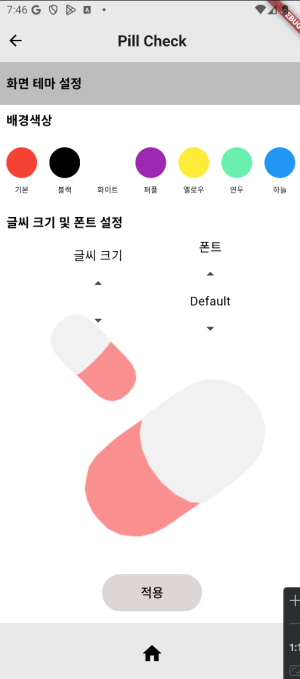 7:46
DEBUG
Pill Check
화면 테마 설정
배경색상
기본 블랙 화이트 퍼플 옐로우 연두 하늘
글씨 크기 및 폰트 설정
글씨 크기 폰트
Default
적용